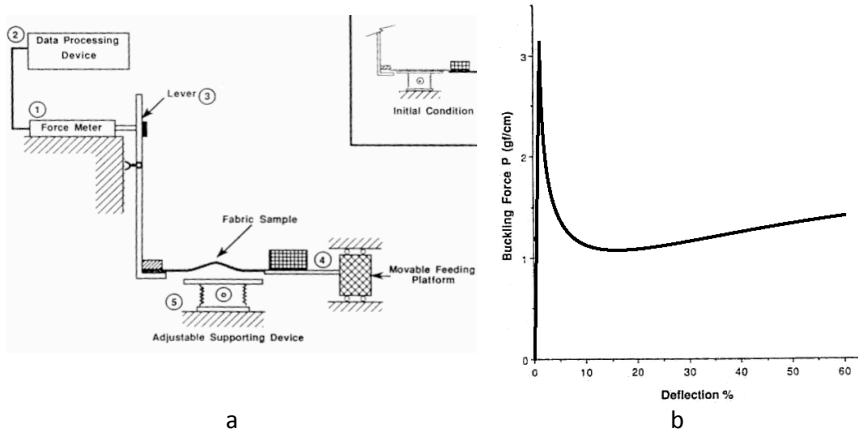 2
Data Processing
Device
Lever 3
1
Force Meter
Initial Condition
Fabric Sample
4
Movable Feeding
Platform
5
Adjustable Supporting Device
a
Buckling Force P (gf/cm)
3
2
1
0
0 10 20 30 40 50 60
Deflection %
b